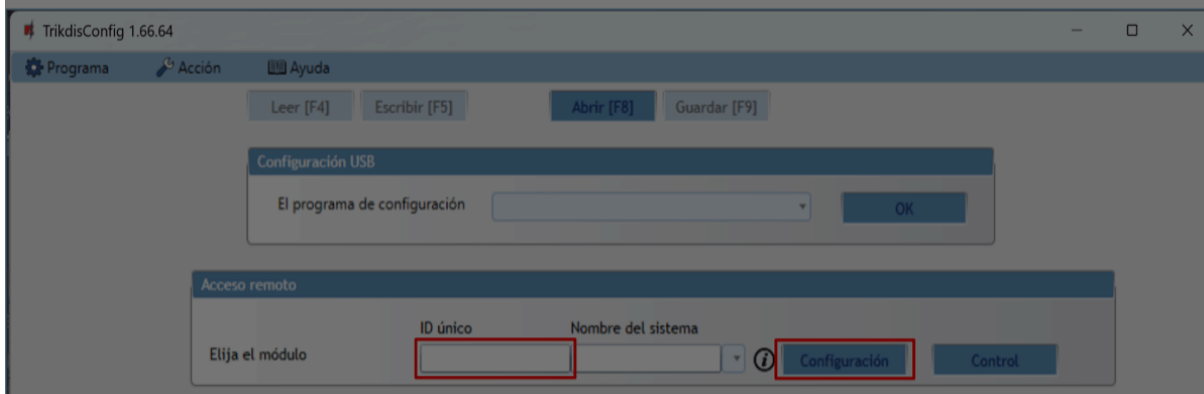 TrikdisConfig 1.66.64
Programa Acción Ayuda
Leer [F4] Escribir [F5] Abrir [F8] Guardar [F9]
Configuración USB
El programa de configuración OK
Acceso remoto
ID único Nombre del sistema
Elija el módulo i Configuración Control